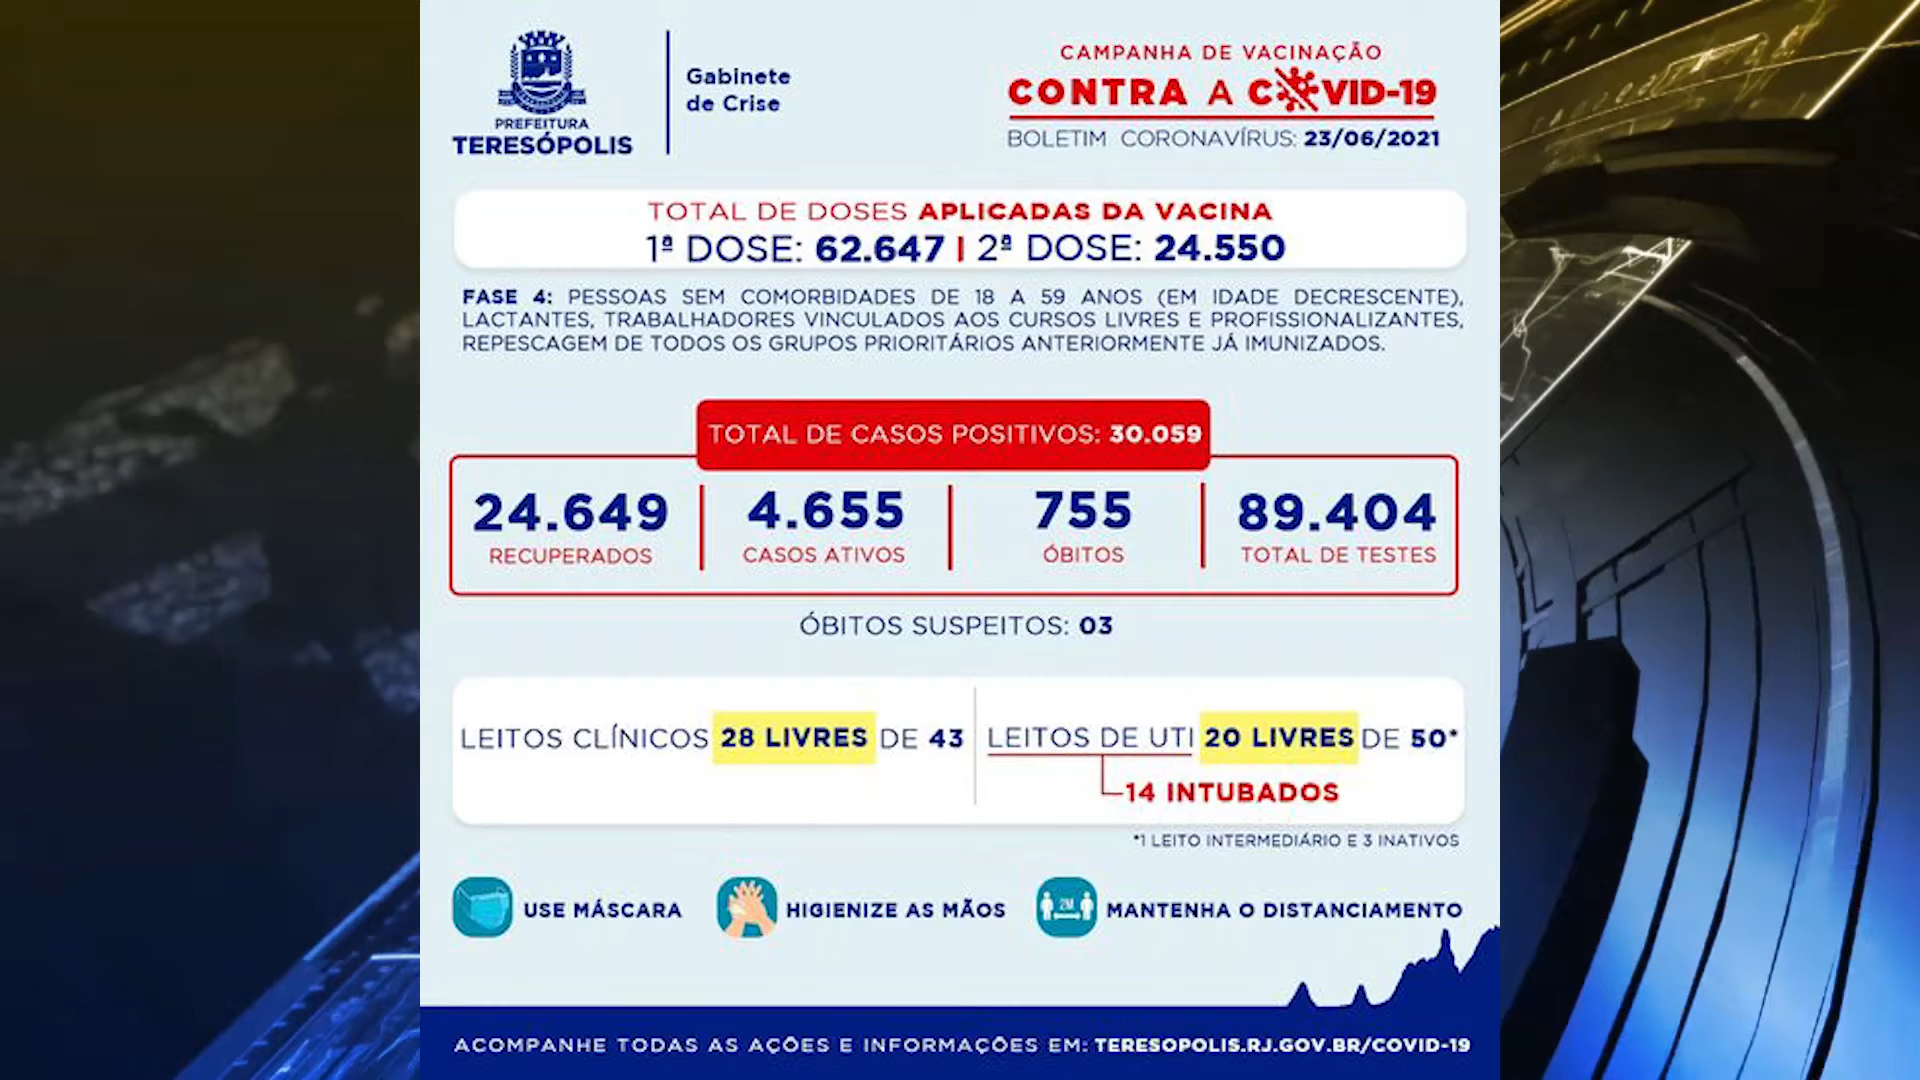 PREFEITURA
TERESÓPOLIS
Gabinete
de Crise
CAMPANHA DE VACINAÇÃO
CONTRA A COVID-19
BOLETIM CORONAVÍRUS: 23/06/2021
TOTAL DE DOSES APLICADAS DA VACINA
1ª DOSE: 62.647 | 2ª DOSE: 24.550
FASE 4: PESSOAS SEM COMORBIDADES DE 18 A 59 ANOS (EM IDADE DECRESCENTE),
LACTANTES, TRABALHADORES VINCULADOS AOS CURSOS LIVRES E PROFISSIONALIZANTES,
REPESCAGEM DE TODOS OS GRUPOS PRIORITÁRIOS ANTERIORMENTE JÁ IMUNIZADOS.
TOTAL DE CASOS POSITIVOS: 30.059
24.649
RECUPERADOS
4.655
CASOS ATIVOS
755
ÓBITOS
89.404
TOTAL DE TESTES
ÓBITOS SUSPEITOS: 03
LEITOS CLÍNICOS 28 LIVRES DE 43
LEITOS DE UTI 20 LIVRES DE 50*
14 INTUBADOS
*1 LEITO INTERMEDIÁRIO E 3 INATIVOS
USE MÁSCARA
HIGIENIZE AS MÃOS
2M
MANTENHA O DISTANCIAMENTO
ACOMPANHE TODAS AS AÇÕES E INFORMAÇÕES EM: TERESOPOLIS.RJ.GOV.BR/COVID-19